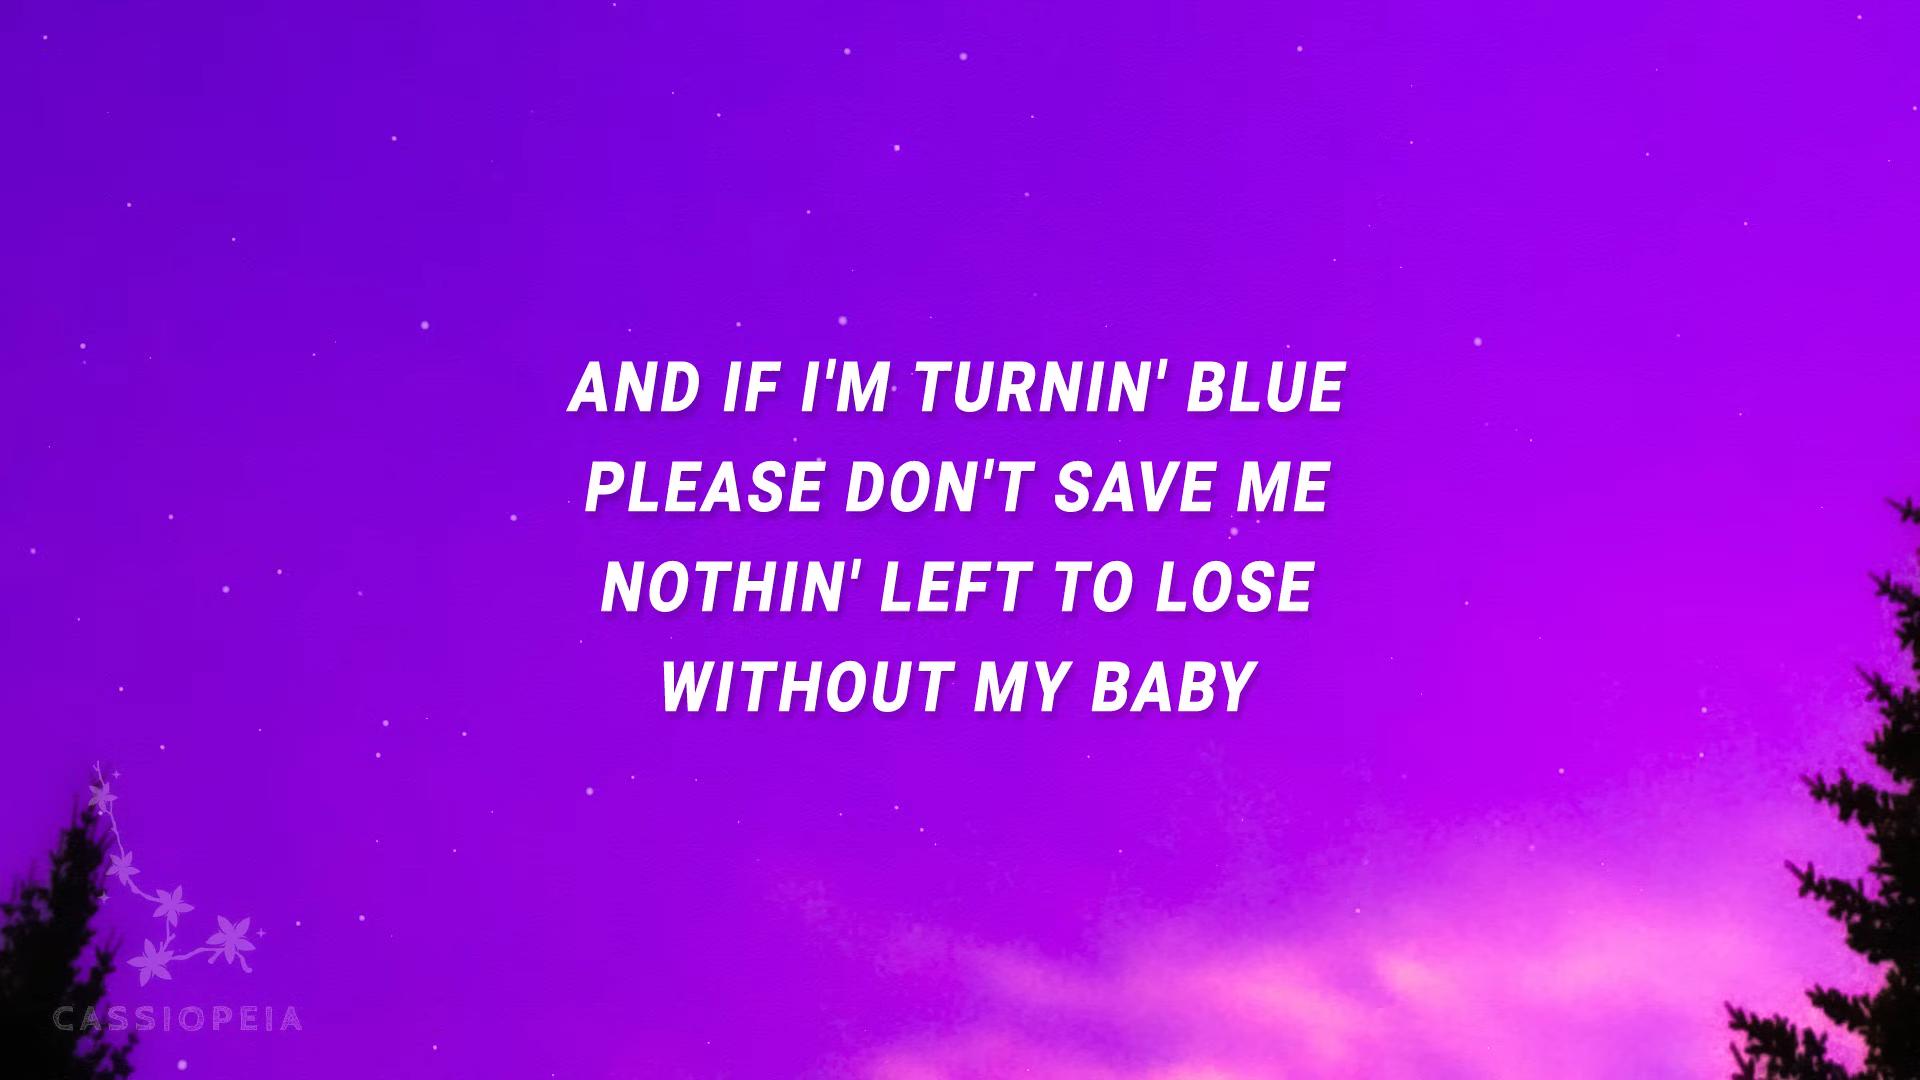 AND IF I'M TURNIN' BLUE
PLEASE DON'T SAVE ME
NOTHIN' LEFT TO LOSE
WITHOUT MY BABY
CASSIOPEIA